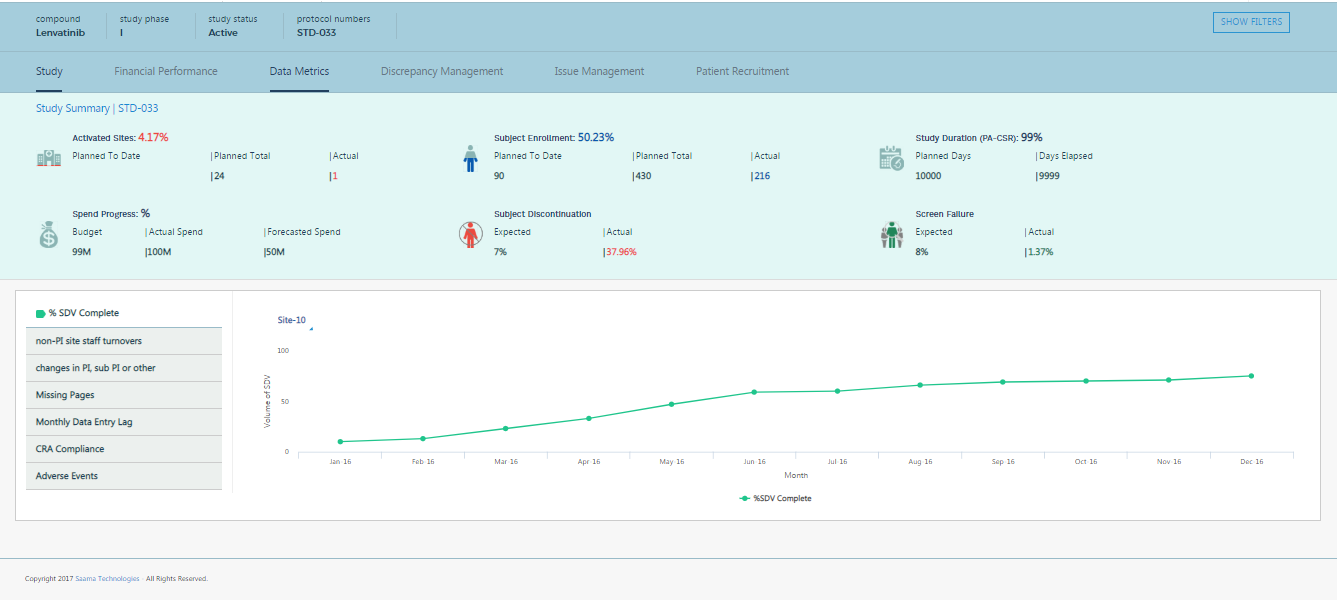 compound study phase study status protocol numbers SHOW FILTERS
Lenvatinib I Active STD-033
Study Financial Performance Data Metrics Discrepancy Management Issue Management Patient Recruitment
Study Summary | STD-033
Activated Sites: 4.17% Subject Enrollment: 50.23% Study Duration (PA-CSR): 99%
Planned To Date |Planned Total |Actual Planned To Date |Planned Total |Actual Planned Days |Days Elapsed
|24 |1 90 |430 |216 10000 |9999
Spend Progress: % Subject Discontinuation Screen Failure
Budget |Actual Spend |Forecasted Spend Expected |Actual Expected |Actual
99M |100M |50M 7% |37.96% 8% |1.37%
% SDV Complete
non-PI site staff turnovers
changes in PI, sub PI or other
Missing Pages
Monthly Data Entry Lag
CRA Compliance
Adverse Events
Site-10
100
50
0
Volume of SDV
Jan-16 Feb-16 Mar-16 Apr-16 May-16 Jun-16 Jul-16 Aug-16 Sep-16 Oct-16 Nov-16 Dec-16
Month
%SDV Complete
Copyright 2017 Saama Technologies · All Rights Reserved.